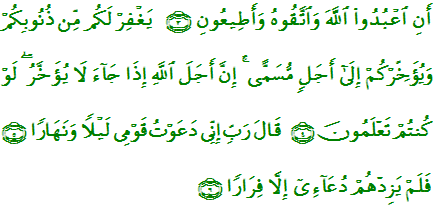 أَنِ ٱعۡبُدُواْ ٱللَّهَ وَٱتَّقُوهُ وَأَطِيعُونِ ٣ يَغۡفِرۡ لَكُم مِّن ذُنُوبِكُمۡ
وَيُؤَخِّرۡكُمۡ إِلَىٰٓ أَجَلٖ مُّسَمًّىۚ إِنَّ أَجَلَ ٱللَّهِ إِذَا جَآءَ لَا يُؤَخَّرُۖ لَوۡ
كُنتُمۡ تَعۡلَمُونَ ٤ قَالَ رَبِّ إِنِّي دَعَوۡتُ قَوۡمِي لَيۡلٗا وَنَهَارٗا ٥
فَلَمۡ يَزِدۡهُمۡ دُعَآءِيٓ إِلَّا فِرَارٗا ٦